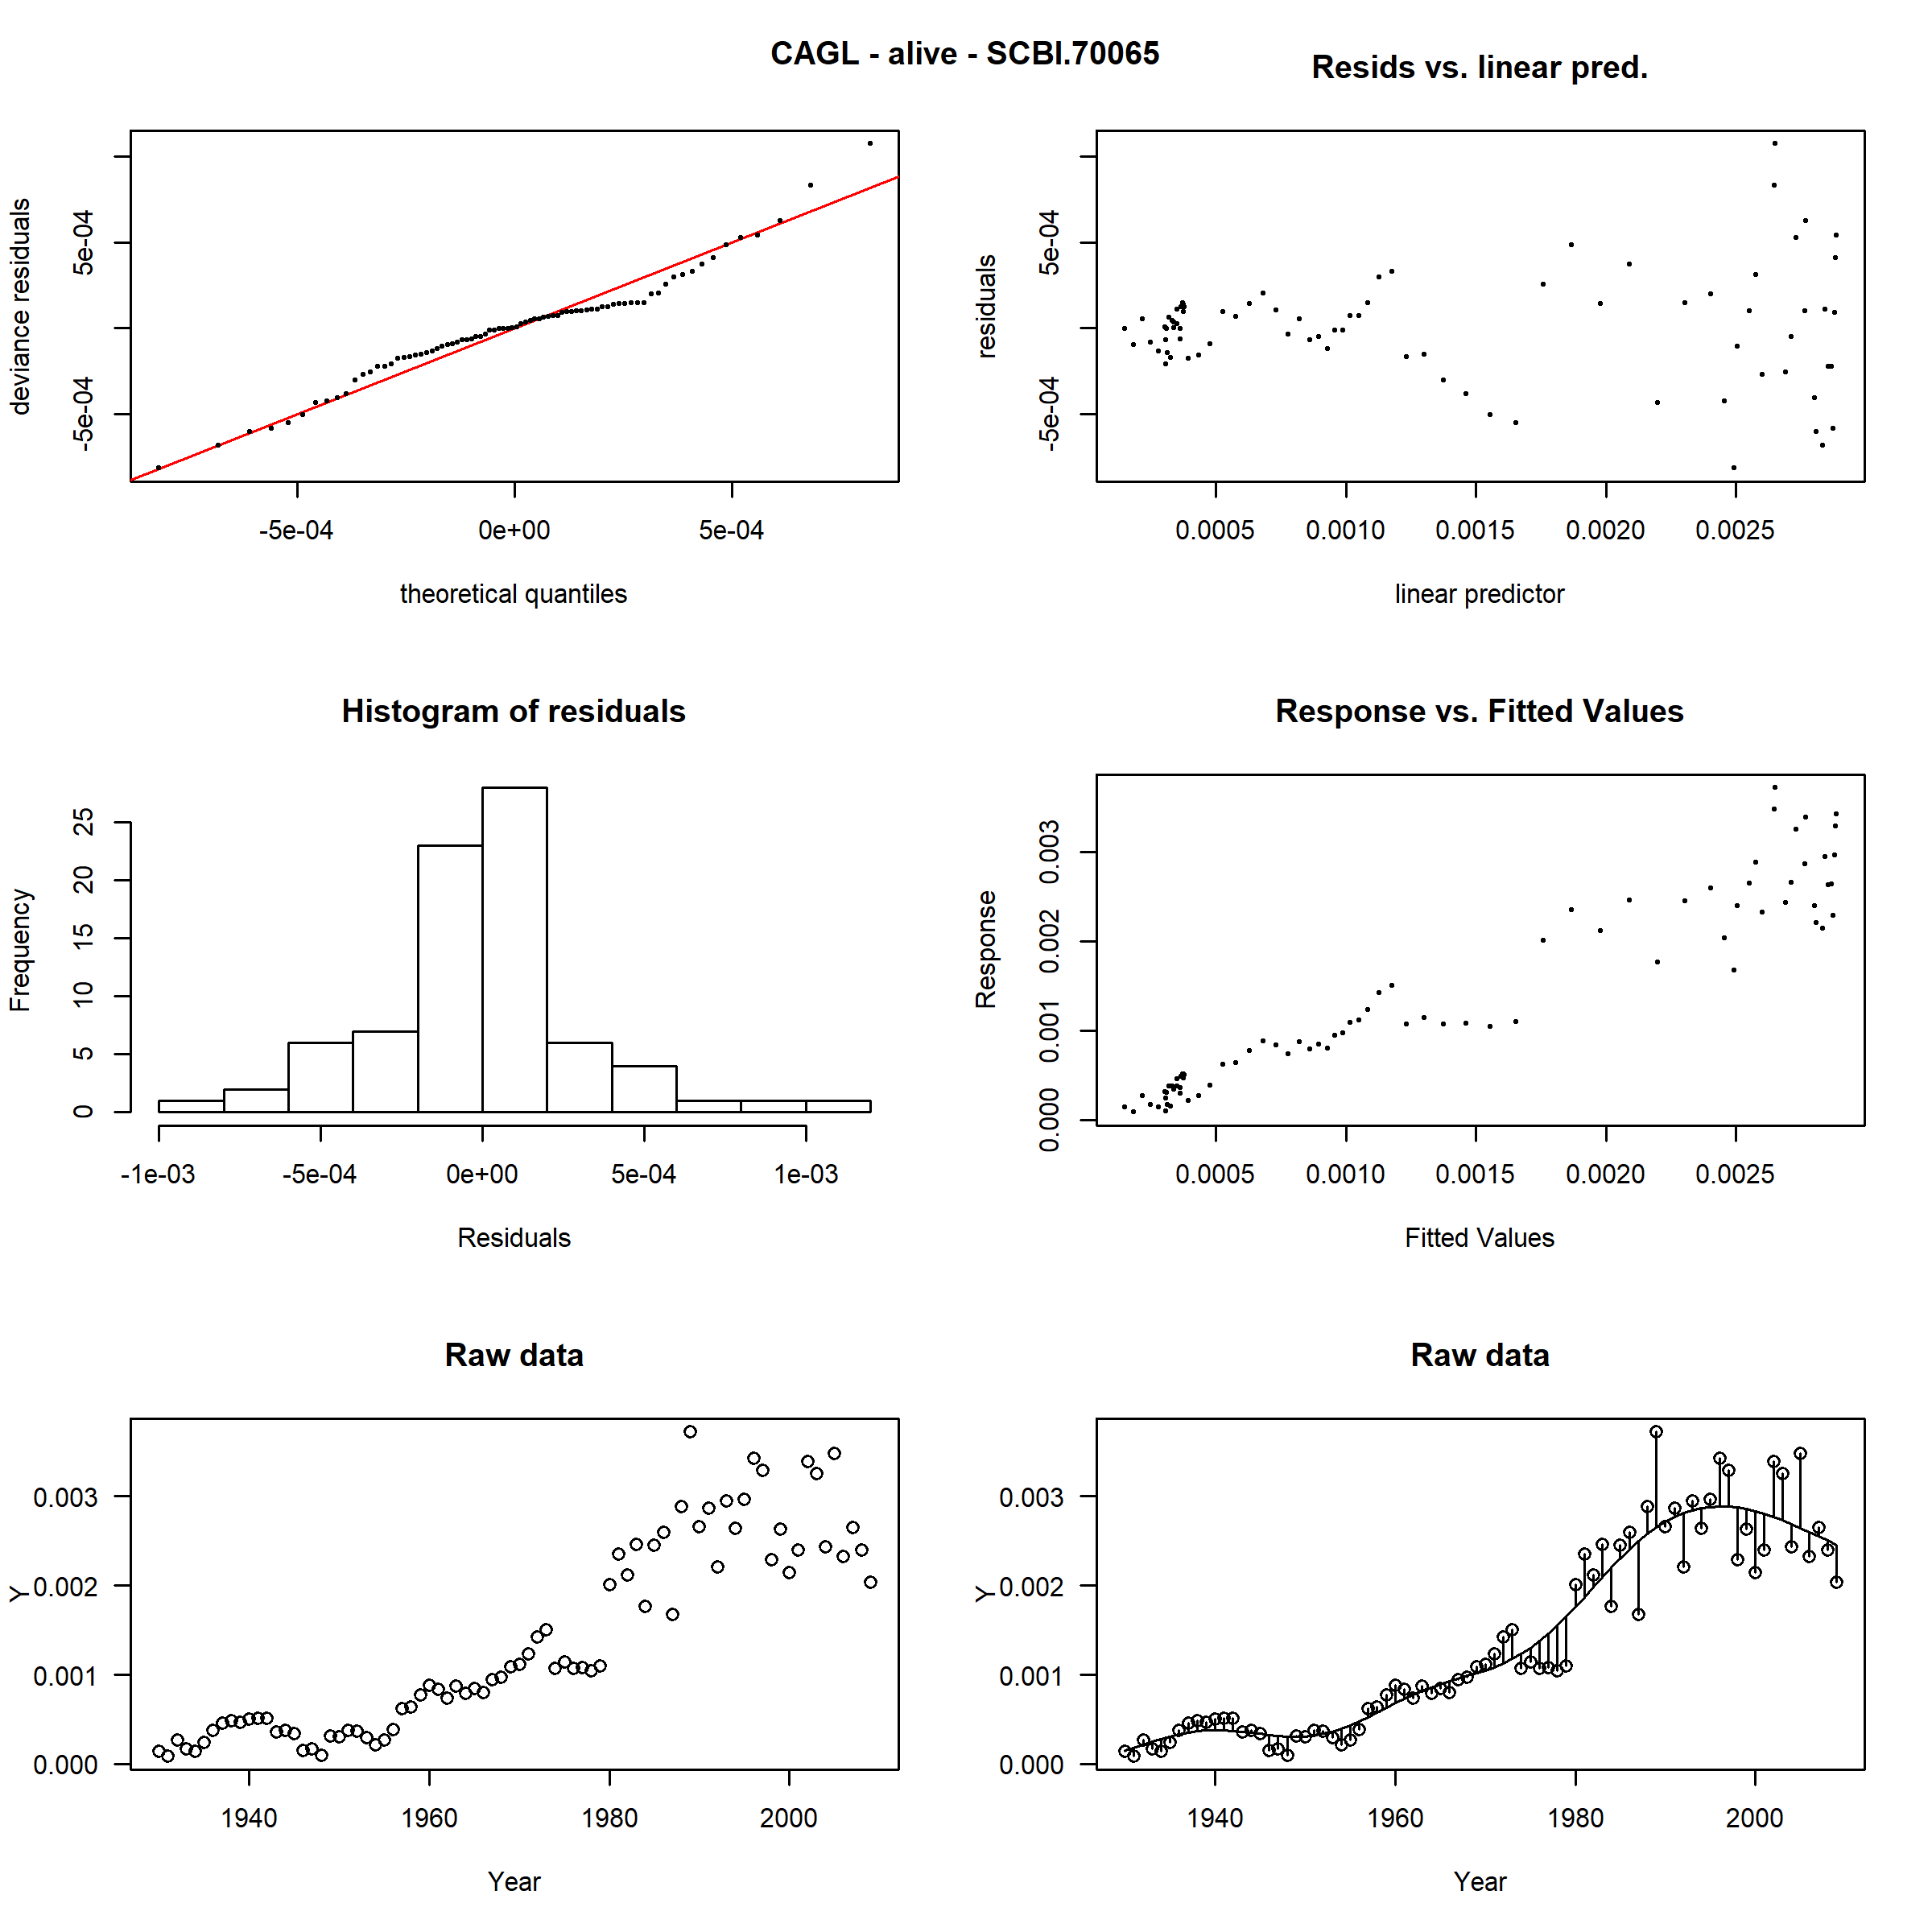 CAGL - alive - SCBI.70065
Resids vs. linear pred.
deviance residuals
-5e-04 5e-04
-5e-04 0e+00 5e-04
theoretical quantiles
residuals
-5e-04 5e-04
0.0005 0.0010 0.0015 0.0020 0.0025
linear predictor
Histogram of residuals
Frequency
0 5 10 15 20 25
-1e-03 -5e-04 0e+00 5e-04 1e-03
Residuals
Response vs. Fitted Values
Response
0.000 0.001 0.002 0.003
0.0005 0.0010 0.0015 0.0020 0.0025
Fitted Values
Raw data
Y
0.003
0.002
0.001
0.000
1940 1960 1980 2000
Year
Raw data
Y
0.003
0.002
0.001
0.000
1940 1960 1980 2000
Year